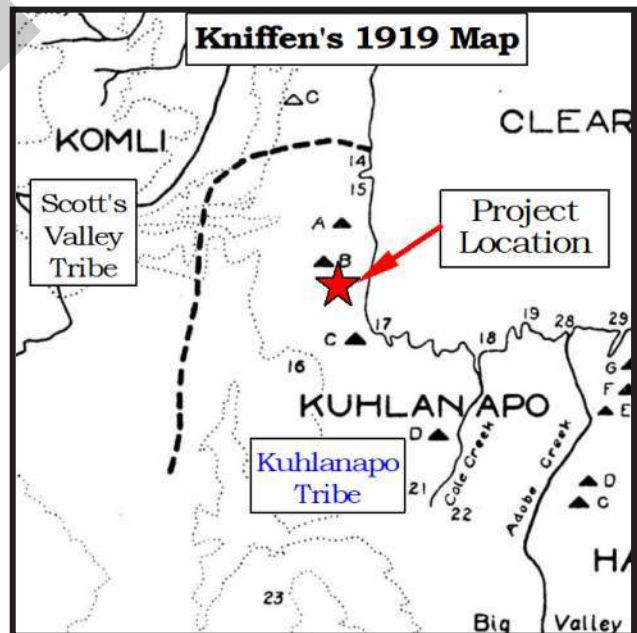 Kniffen's 1919 Map
C
CLEAR
KOMLI
14
15
Scott's
Valley
Tribe
Project
Location
A
B
C
17
18
19
28
29
16
G
F
E
KUHLANAPO
D
Kuhlanapo
Tribe
21
Cole Creek
22
Adobe Creek
D
C
HA
23
Big Valley